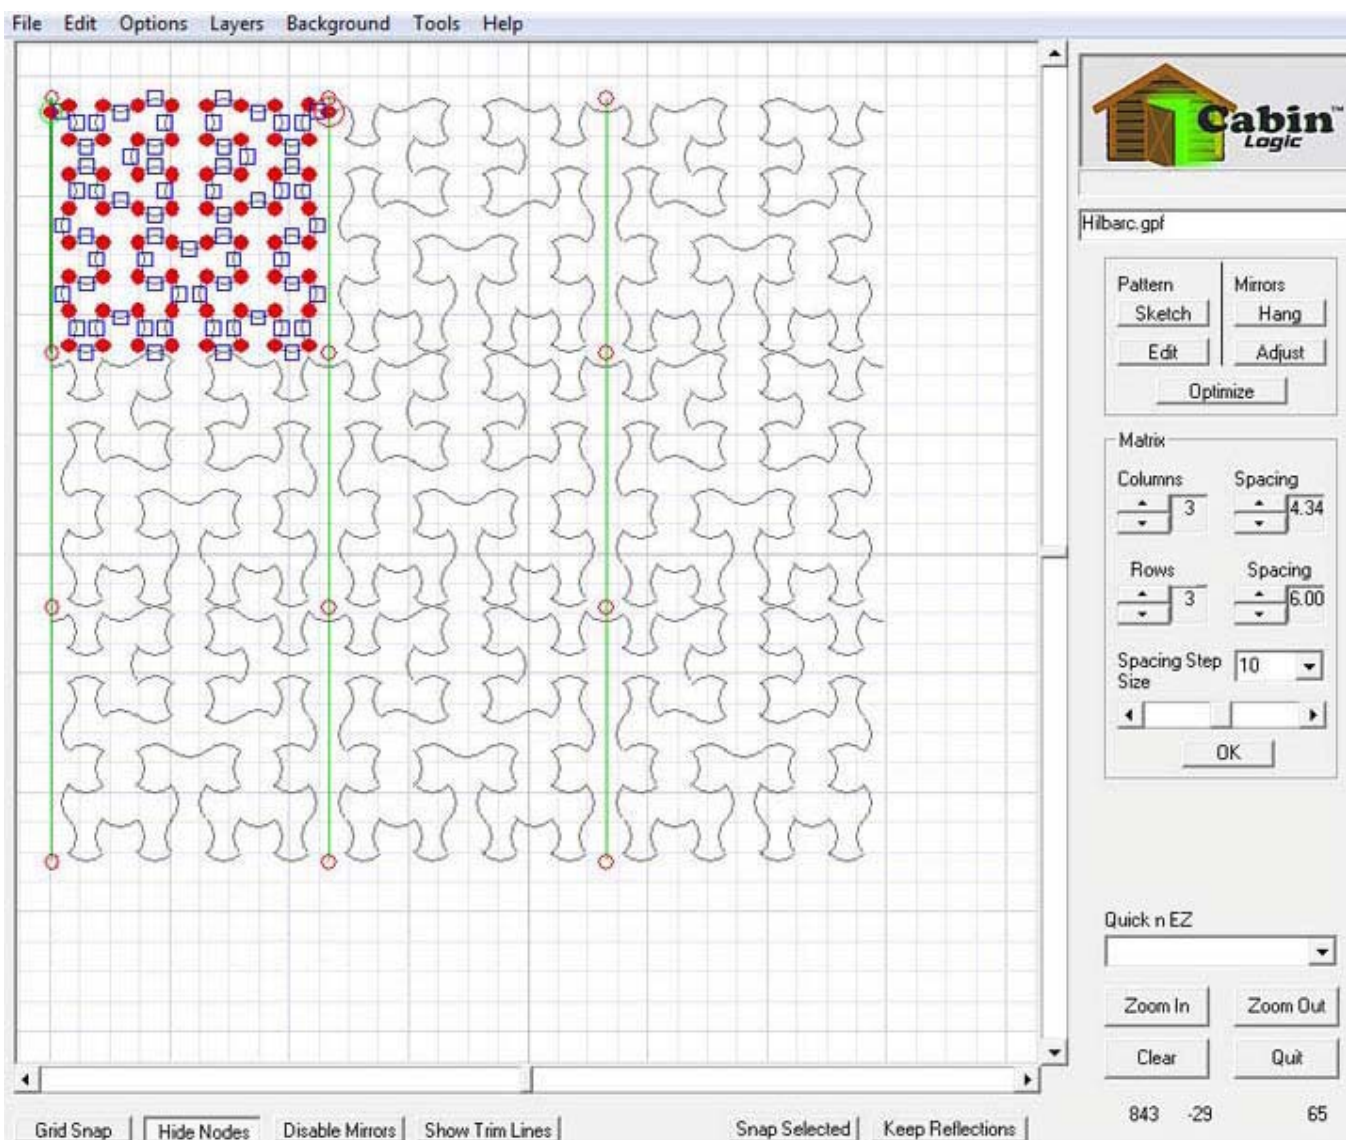 File Edit Options Layers Background Tools Help
Cabin™
Logic
Hilbarc.gpf
Pattern Mirrors
Sketch Hang
Edit Adjust
Optimize
Matrix
Columns Spacing
3 4.34
Rows Spacing
3 6.00
Spacing Step
Size
10
OK
Quick n EZ
Zoom In Zoom Out
Clear Quit
843 -29 65
Grid Snap Hide Nodes Disable Mirrors Show Trim Lines Snap Selected Keep Reflections